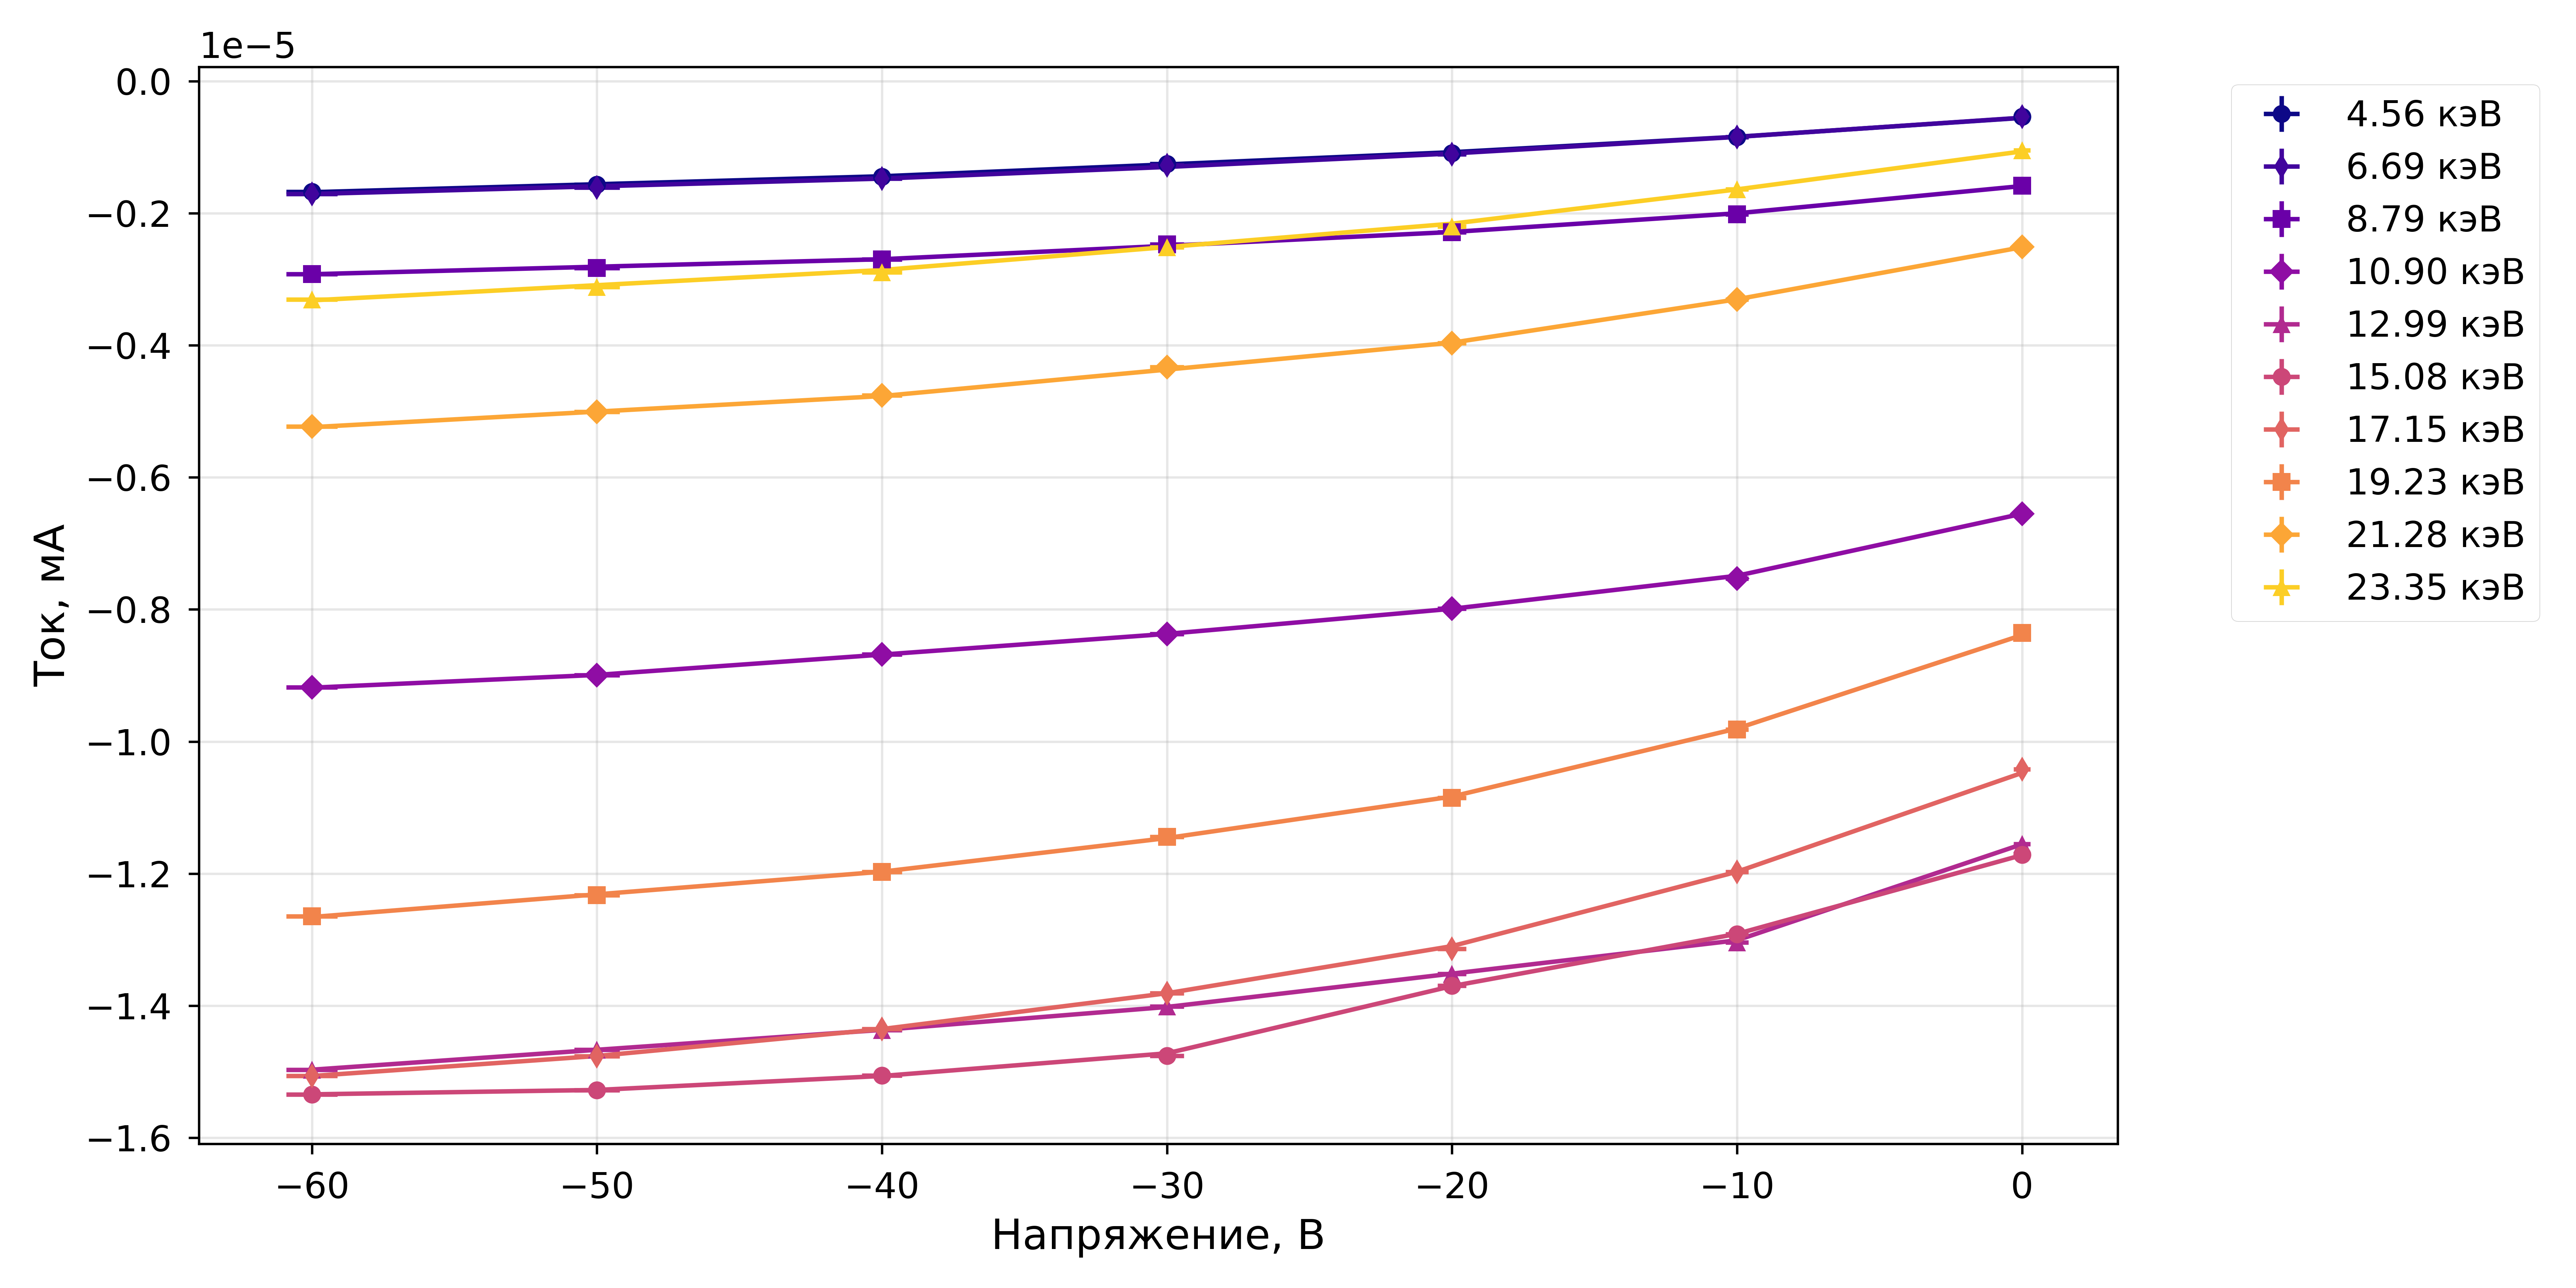 1e−5
0.0
−0.2
−0.4
−0.6
−0.8
−1.0
−1.2
−1.4
−1.6
Ток, мА
−60 −50 −40 −30 −20 −10 0
Напряжение, В
4.56 кэВ
6.69 кэВ
8.79 кэВ
10.90 кэВ
12.99 кэВ
15.08 кэВ
17.15 кэВ
19.23 кэВ
21.28 кэВ
23.35 кэВ